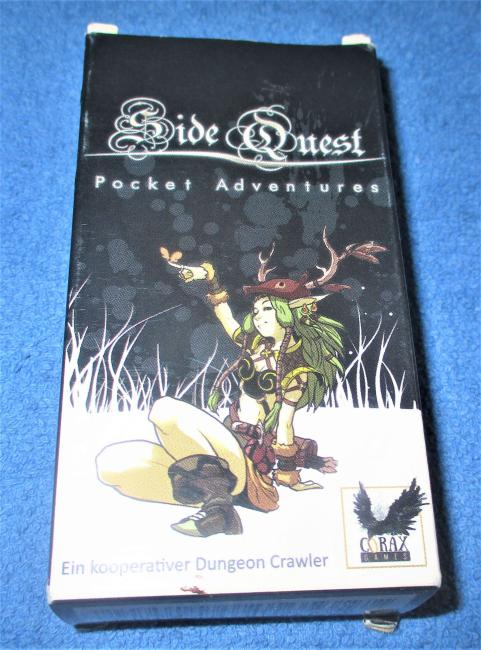 Side Quest
Pocket Adventures
Ein kooperativer Dungeon Crawler
CORAX
GAMES